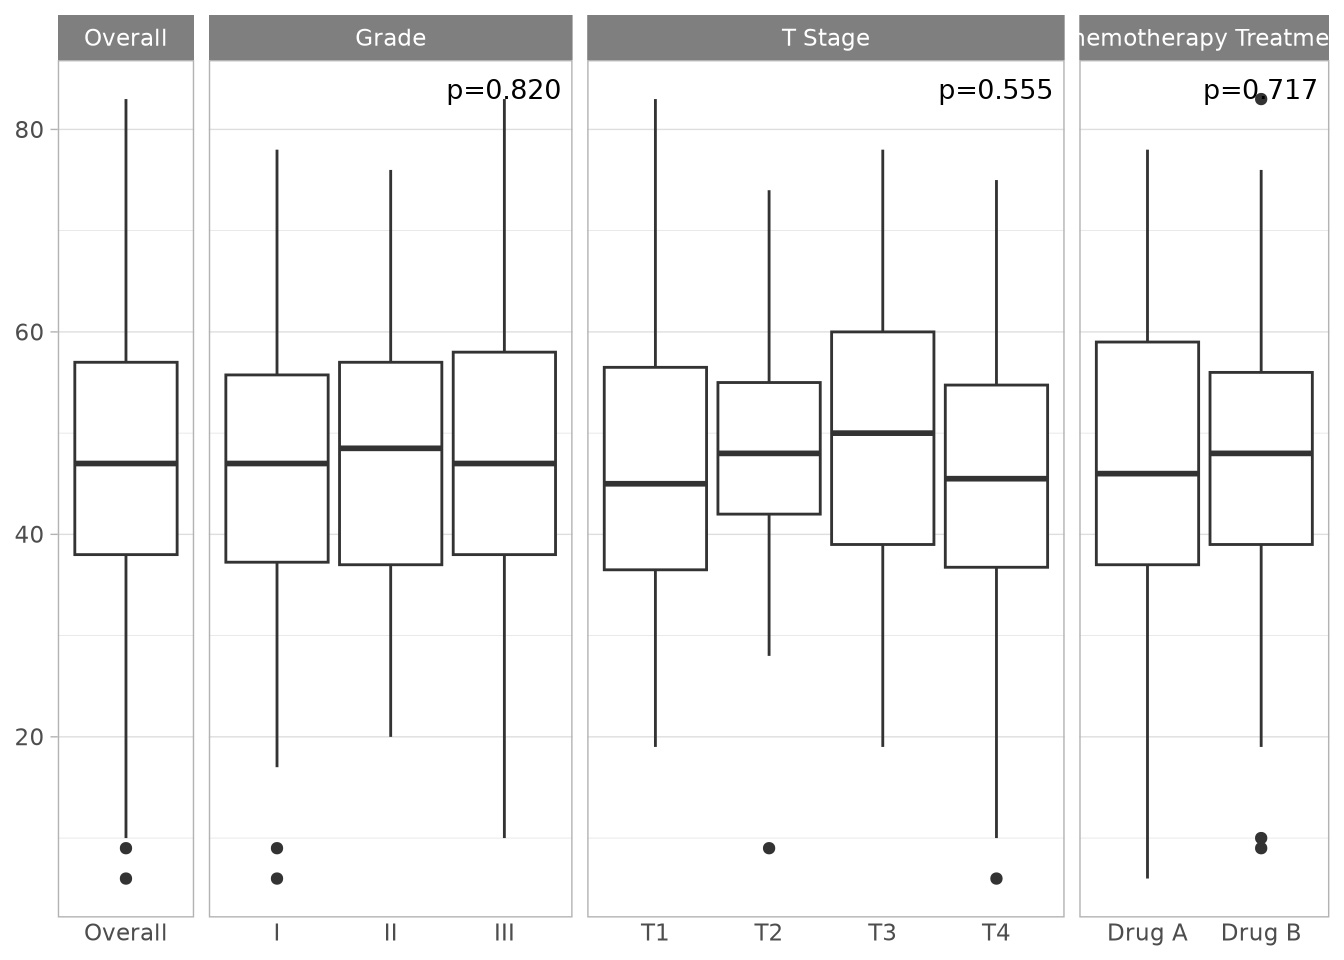 Overall Grade T Stage hemotherapy Treatme
p=0.820 p=0.555 p=0.717
80
60
40
20
Overall I II III T1 T2 T3 T4 Drug A Drug B